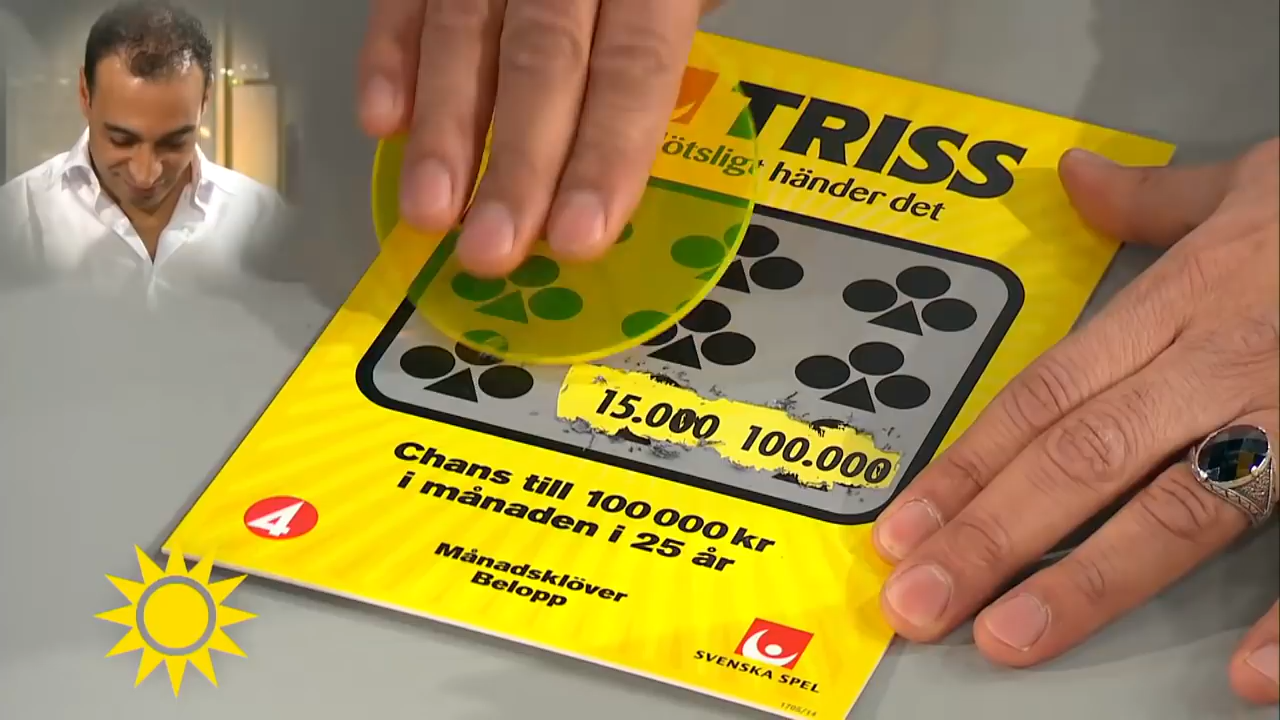 TRISS
händer det
15.000 100.000
Chans till 100 000 kr
i månaden i 25 år
4
Månadsklöver
Belopp
SVENSKA SPEL